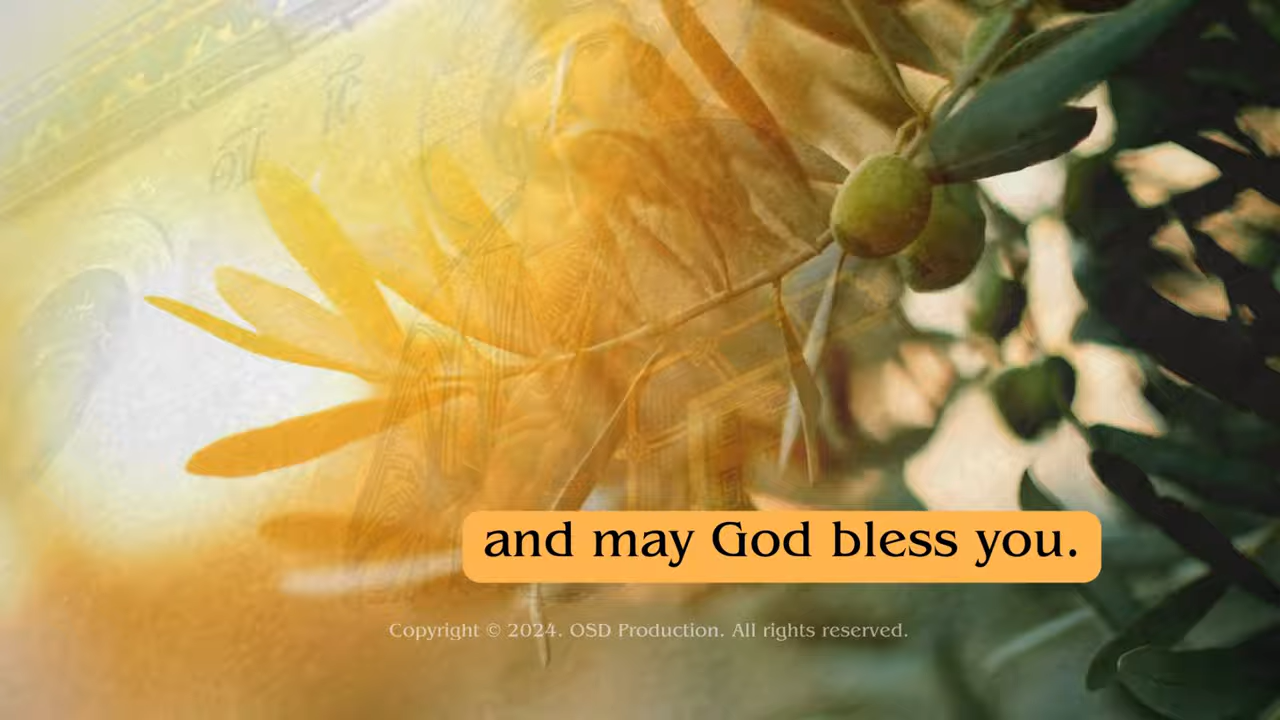 and may God bless you.
Copyright © 2024. OSD Production. All rights reserved.